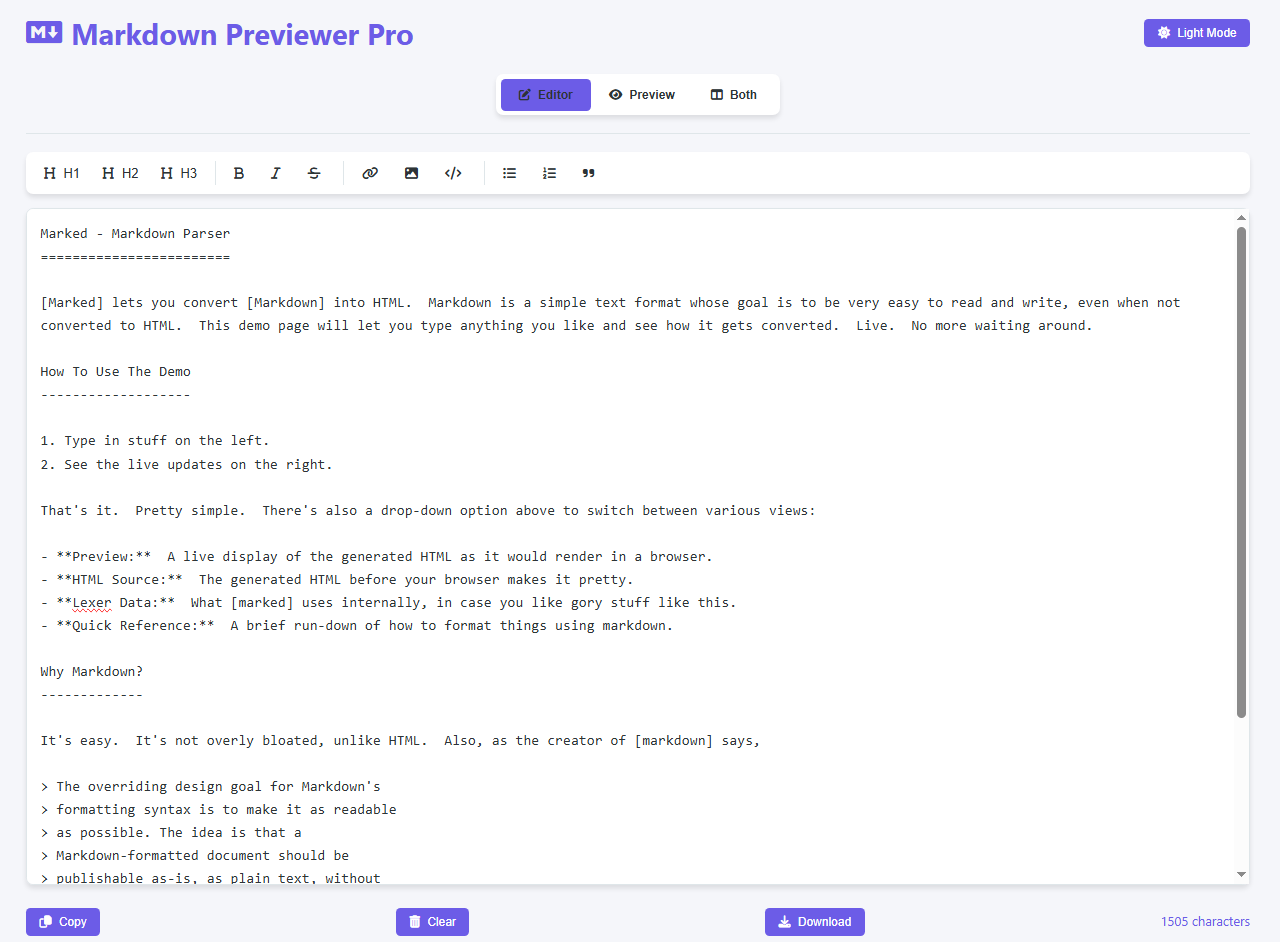 M↓ Markdown Previewer Pro
Light Mode
Editor Preview Both
H H1 H H2 H H3 B I S </>
Marked - Markdown Parser
========================
[Marked] lets you convert [Markdown] into HTML.  Markdown is a simple text format whose goal is to be very easy to read and write, even when not
converted to HTML.  This demo page will let you type anything you like and see how it gets converted.  Live.  No more waiting around.
How To Use The Demo
-------------------
1. Type in stuff on the left.
2. See the live updates on the right.
That's it.  Pretty simple.  There's also a drop-down option above to switch between various views:
- **Preview:**  A live display of the generated HTML as it would render in a browser.
- **HTML Source:**  The generated HTML before your browser makes it pretty.
- **Lexer Data:**  What [marked] uses internally, in case you like gory stuff like this.
- **Quick Reference:**  A brief run-down of how to format things using markdown.
Why Markdown?
-------------
It's easy.  It's not overly bloated, unlike HTML.  Also, as the creator of [markdown] says,
> The overriding design goal for Markdown's
> formatting syntax is to make it as readable
> as possible. The idea is that a
> Markdown-formatted document should be
> publishable as-is, as plain text, without
Copy
Clear
Download
1505 characters